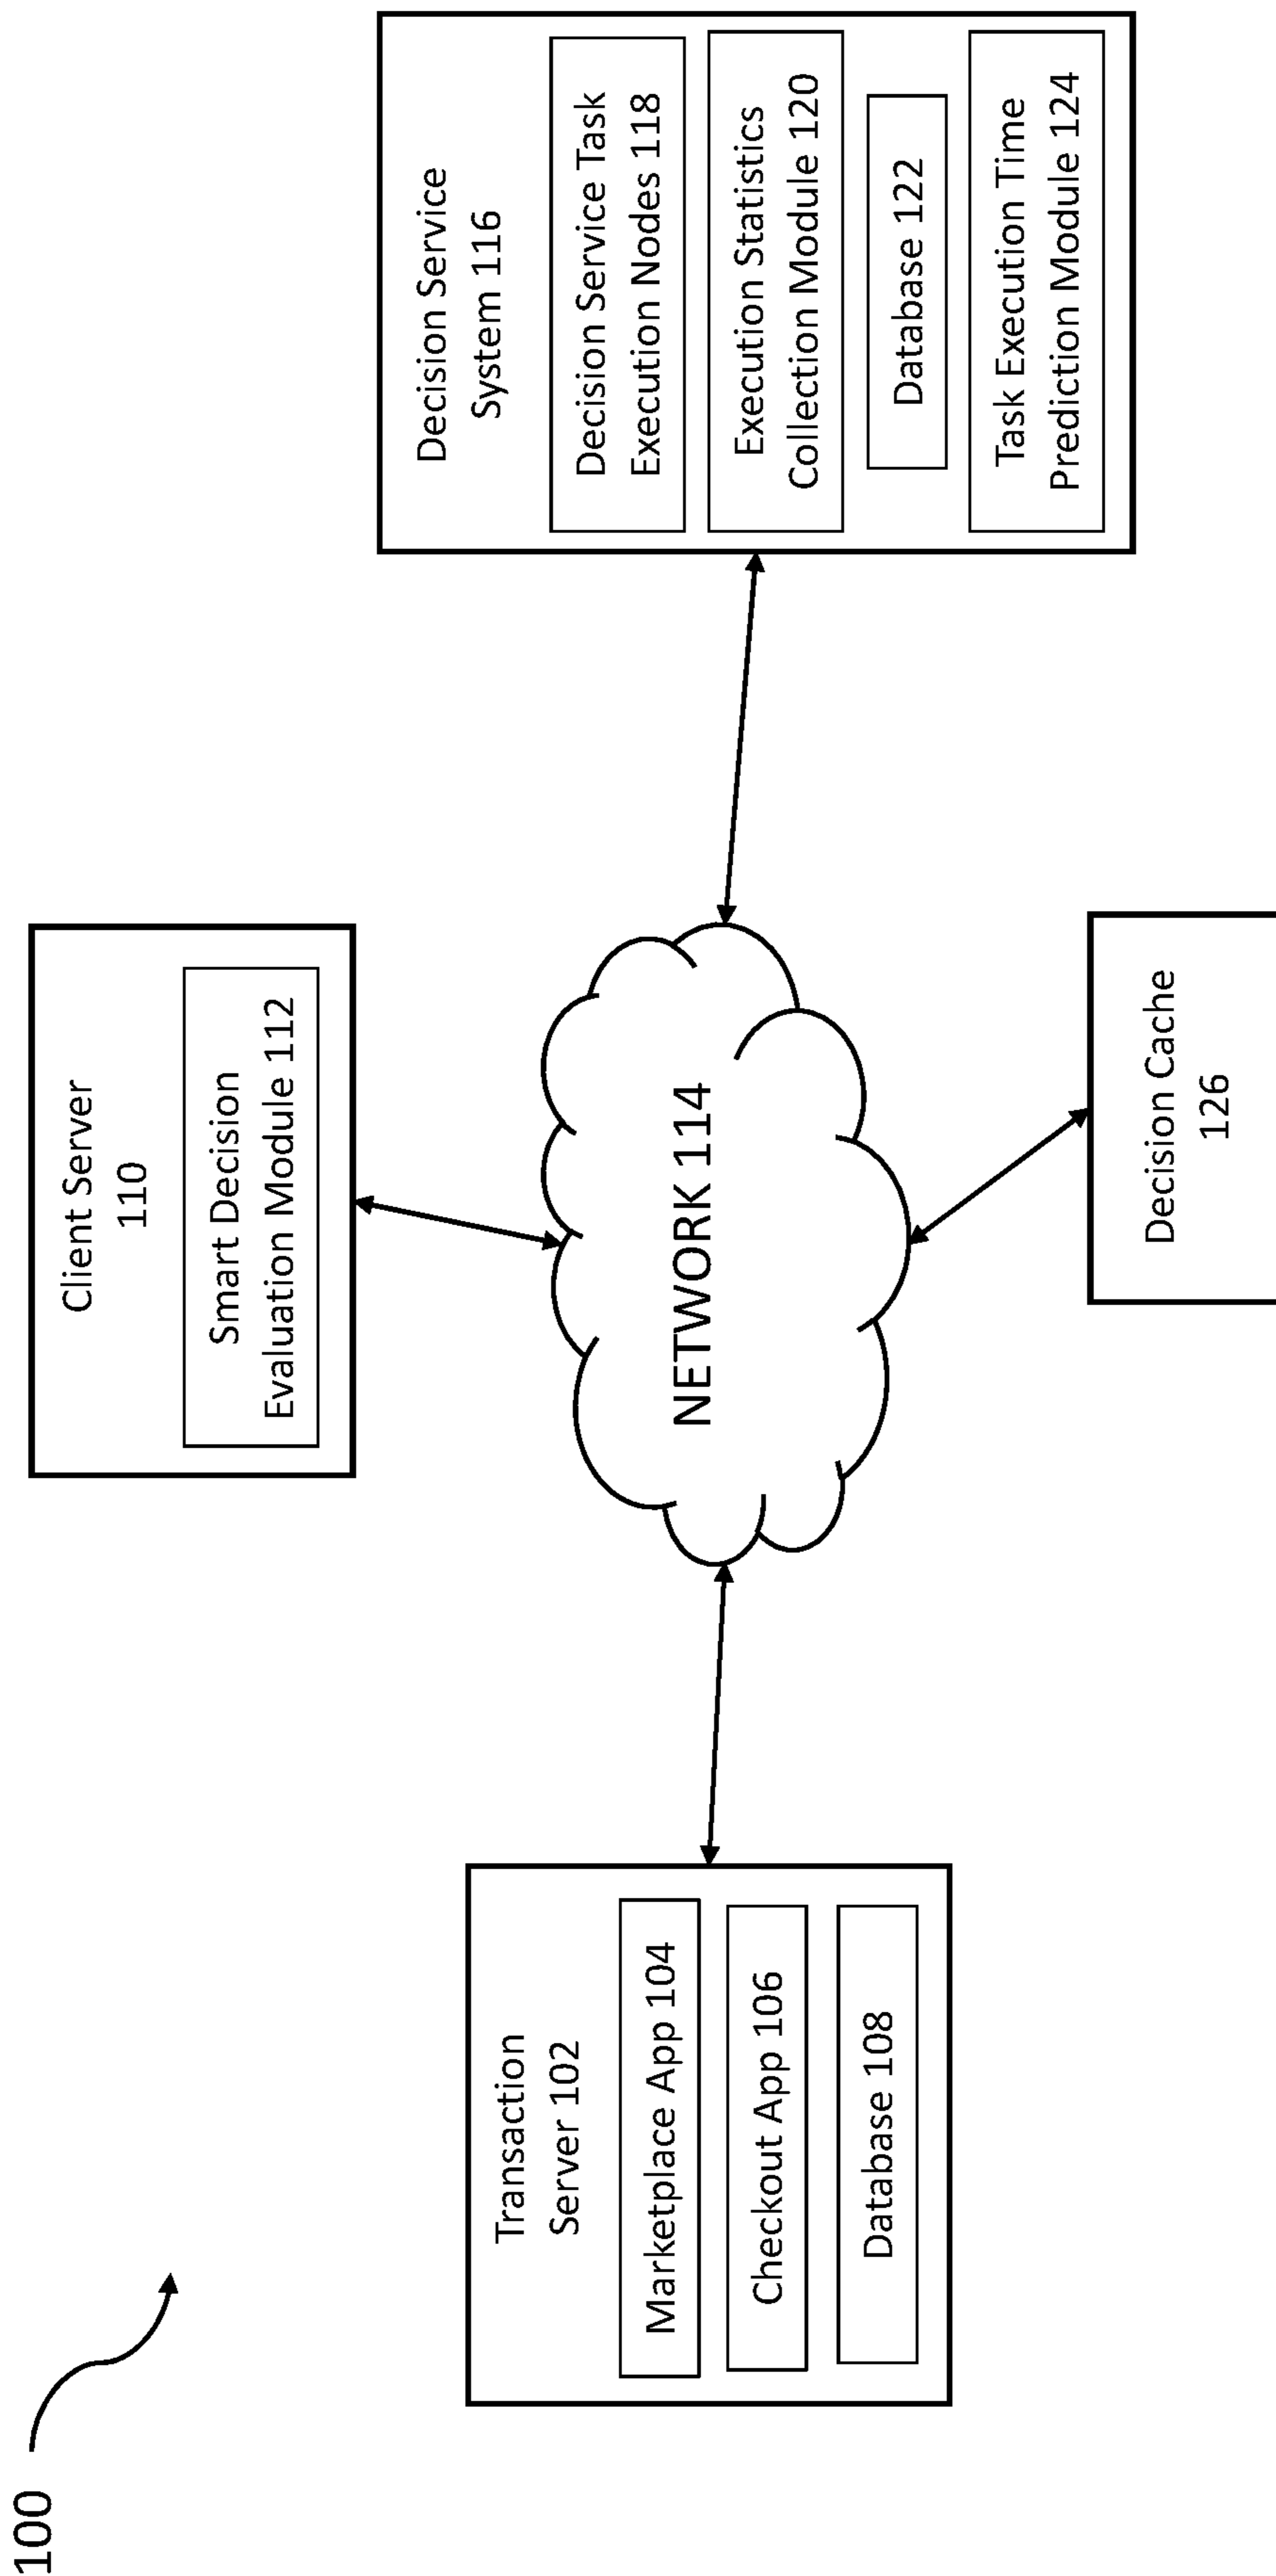 100
Client Server
110
Smart Decision
Evaluation Module 112
Transaction
Server 102
Marketplace App 104
Checkout App 106
Database 108
NETWORK 114
Decision Service
System 116
Decision Service Task
Execution Nodes 118
Execution Statistics
Collection Module 120
Database 122
Task Execution Time
Prediction Module 124
Decision Cache
126